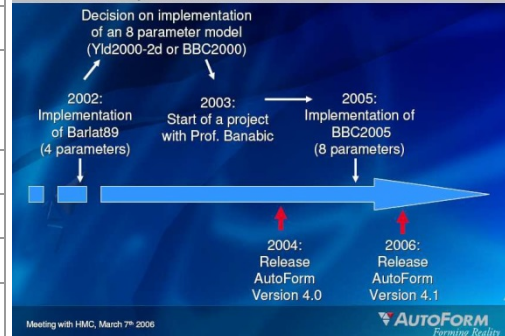 Decision on implementation
of an 8 parameter model
(Yld2000-2d or BBC2000)
2002:
Implementation
of Barlat89
(4 parameters)
2003:
Start of a project
with Prof. Banabic
2005:
Implementation of
BBC2005
(8 parameters)
2004:
Release
AutoForm
Version 4.0
2006:
Release
AutoForm
Version 4.1
Meeting with HMC, March 7th 2006
AUTOFORM
Forming Reality